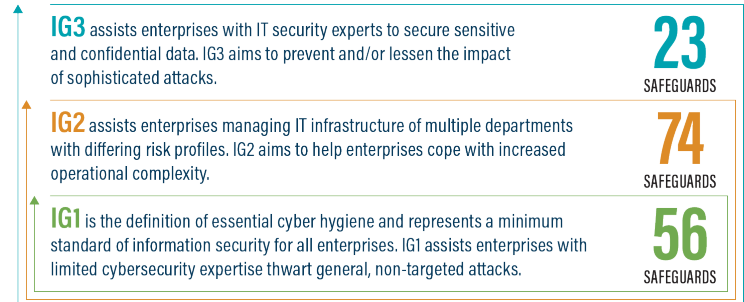 IG3 assists enterprises with IT security experts to secure sensitive
and confidential data. IG3 aims to prevent and/or lessen the impact
of sophisticated attacks.
23
SAFEGUARDS
IG2 assists enterprises managing IT infrastructure of multiple departments
with differing risk profiles. IG2 aims to help enterprises cope with increased
operational complexity.
74
SAFEGUARDS
IG1 is the definition of essential cyber hygiene and represents a minimum
standard of information security for all enterprises. IG1 assists enterprises with
limited cybersecurity expertise thwart general, non-targeted attacks.
56
SAFEGUARDS